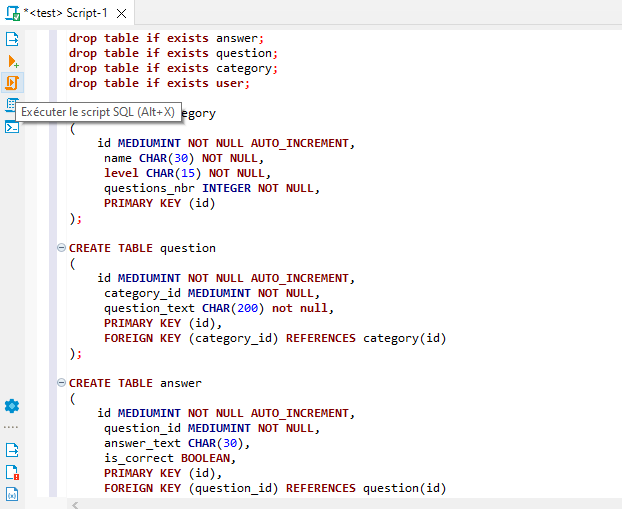 *<test> Script-1
drop table if exists answer;
drop table if exists question;
drop table if exists category;
drop table if exists user;
Exécuter le script SQL (Alt+X)
egory
(
id MEDIUMINT NOT NULL AUTO_INCREMENT,
name CHAR(30) NOT NULL,
level CHAR(15) NOT NULL,
questions_nbr INTEGER NOT NULL,
PRIMARY KEY (id)
);
CREATE TABLE question
(
id MEDIUMINT NOT NULL AUTO_INCREMENT,
category_id MEDIUMINT NOT NULL,
question_text CHAR(200) not null,
PRIMARY KEY (id),
FOREIGN KEY (category_id) REFERENCES category(id)
);
CREATE TABLE answer
(
id MEDIUMINT NOT NULL AUTO_INCREMENT,
question_id MEDIUMINT NOT NULL,
answer_text CHAR(30),
is_correct BOOLEAN,
PRIMARY KEY (id),
FOREIGN KEY (question_id) REFERENCES question(id)